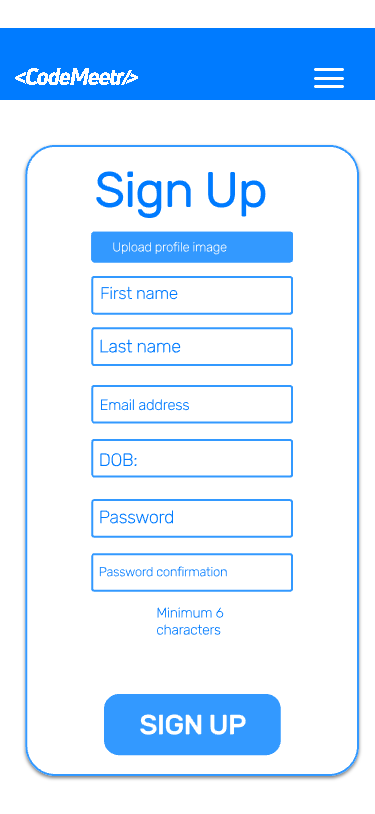 <CodeMeetr/>
Sign Up
Upload profile image
First name
Last name
Email address
DOB:
Password
Password confirmation
Minimum 6
characters
SIGN UP